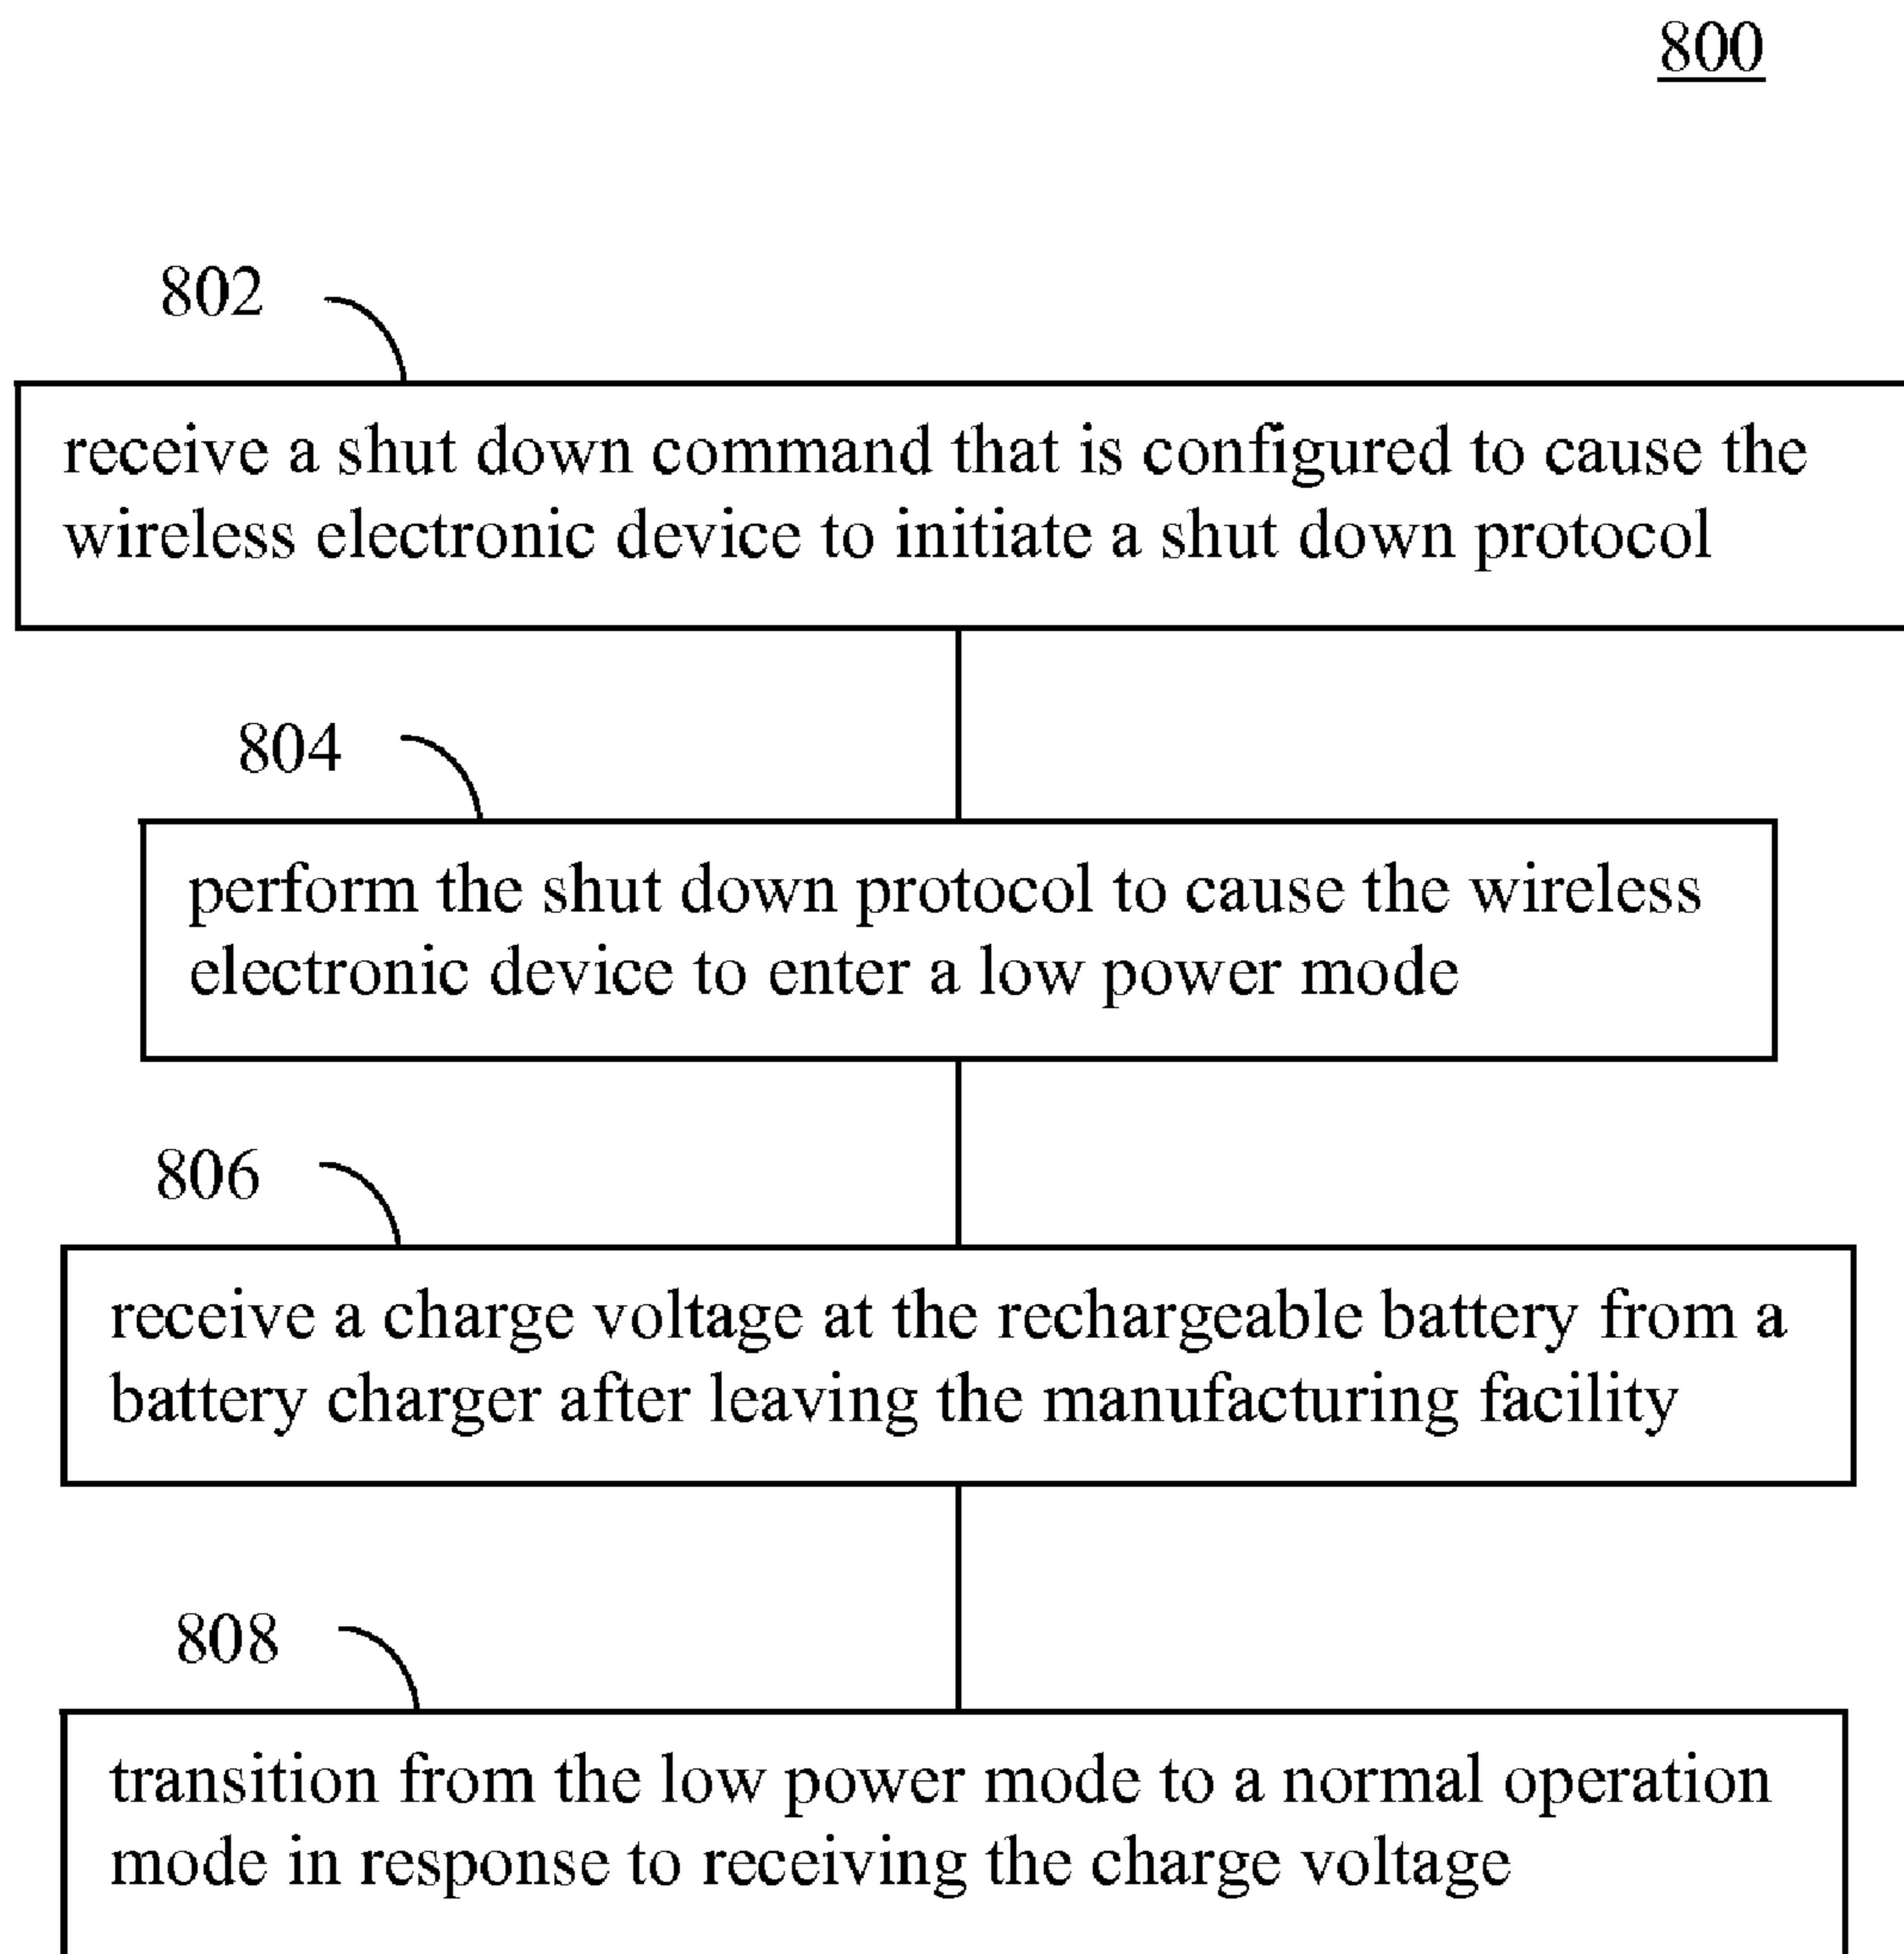 800
802
receive a shut down command that is configured to cause the
wireless electronic device to initiate a shut down protocol
804
perform the shut down protocol to cause the wireless
electronic device to enter a low power mode
806
receive a charge voltage at the rechargeable battery from a
battery charger after leaving the manufacturing facility
808
transition from the low power mode to a normal operation
mode in response to receiving the charge voltage